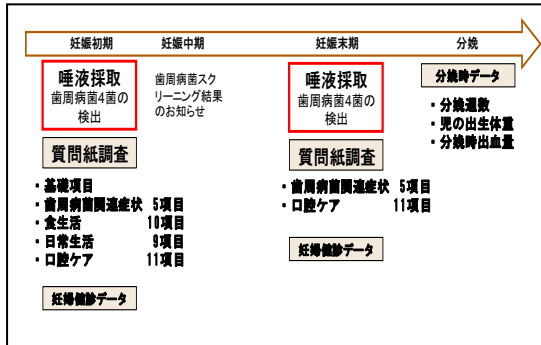 妊娠初期
妊娠中期
妊娠末期
分娩
唾液採取
歯周病菌4菌の
検出
歯周病菌スク
リーニング結果
のお知らせ
唾液採取
歯周病菌4菌の
検出
分娩時データ
・分娩週数
・児の出生体重
・分娩時出血量
質問紙調査
・基礎項目
・歯周病菌関連症状 5項目
・食生活 10項目
・日常生活 9項目
・口腔ケア 11項目
質問紙調査
・歯周病菌関連症状 5項目
・口腔ケア 11項目
妊婦健診データ
妊婦健診データ